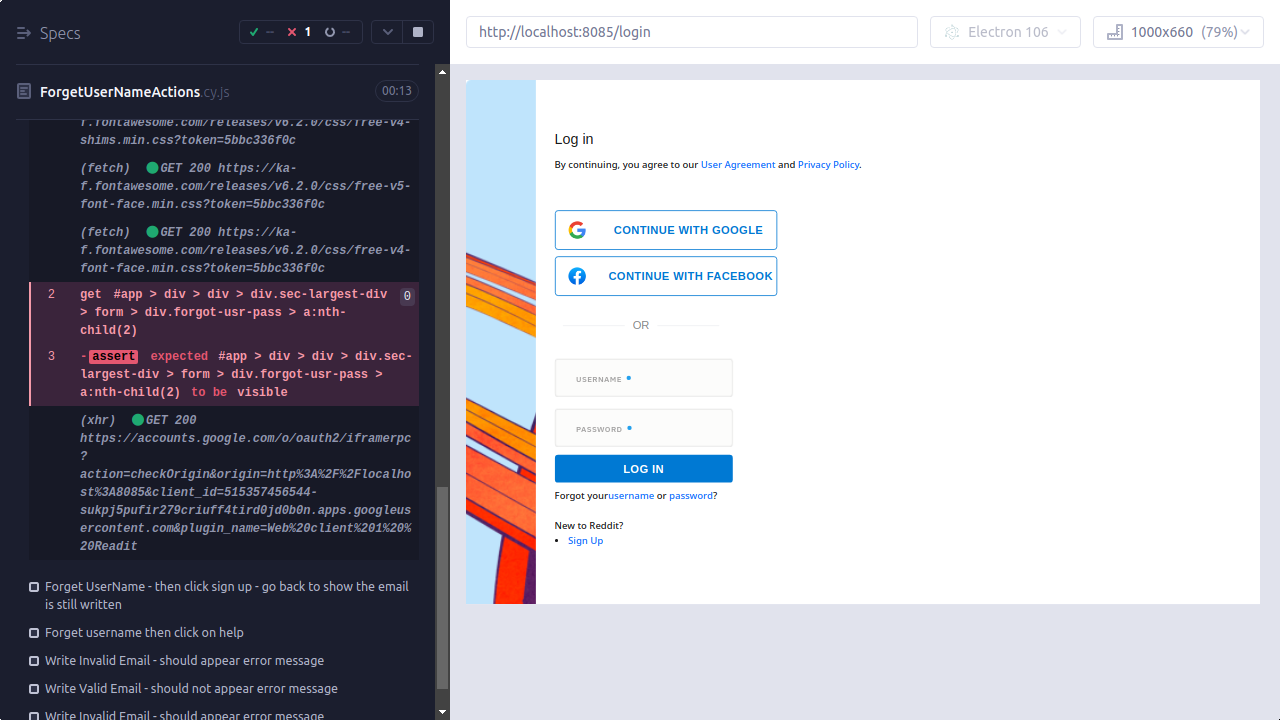 Specs
-- 1 --
http://localhost:8085/login
Electron 106
1000x660 (79%)
ForgetUserNameActions.cy.js
00:13
f.fontawesome.com/releases/v6.2.0/css/free-v4-
shims.min.css?token=5bbc336f0c
(fetch) GET 200 https://ka-
f.fontawesome.com/releases/v6.2.0/css/free-v5-
font-face.min.css?token=5bbc336f0c
(fetch) GET 200 https://ka-
f.fontawesome.com/releases/v6.2.0/css/free-v4-
font-face.min.css?token=5bbc336f0c
2 get #app > div > div > div.sec-largest-div 0
> form > div.forgot-usr-pass > a:nth-
child(2)
3 -assert expected #app > div > div > div.sec-
largest-div > form > div.forgot-usr-pass >
a:nth-child(2) to be visible
(xhr) GET 200
https://accounts.google.com/o/oauth2/iframerpc
?
action=checkOrigin&origin=http%3A%2F%2Flocalho
st%3A8085&client_id=515357456544-
sukpj5pufir279criuff4tird0jd0b0n.apps.googleus
ercontent.com&plugin_name=Web%20client%201%20%
20Readit
Forget UserName - then click sign up - go back to show the email
is still written
Forget username then click on help
Write Invalid Email - should appear error message
Write Valid Email - should not appear error message
Write Invalid Email - should appear error message
Log in
By continuing, you agree to our User Agreement and Privacy Policy.
CONTINUE WITH GOOGLE
CONTINUE WITH FACEBOOK
OR
USERNAME
PASSWORD
LOG IN
Forgot yourusername or password?
New to Reddit?
• Sign Up